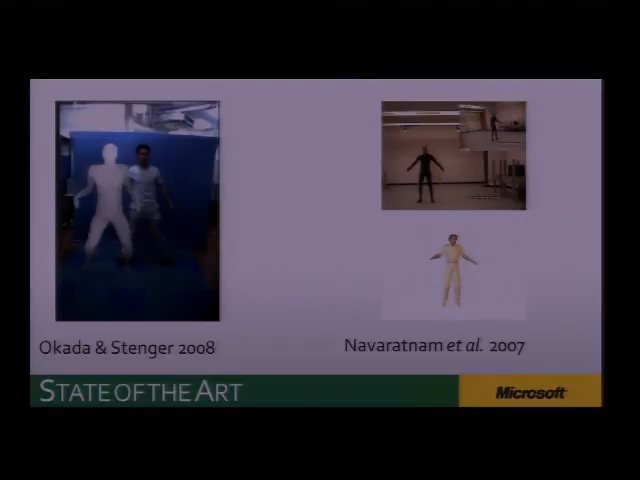 Okada & Stenger 2008
Navaratnam et al. 2007
STATE OF THE ART
Microsoft